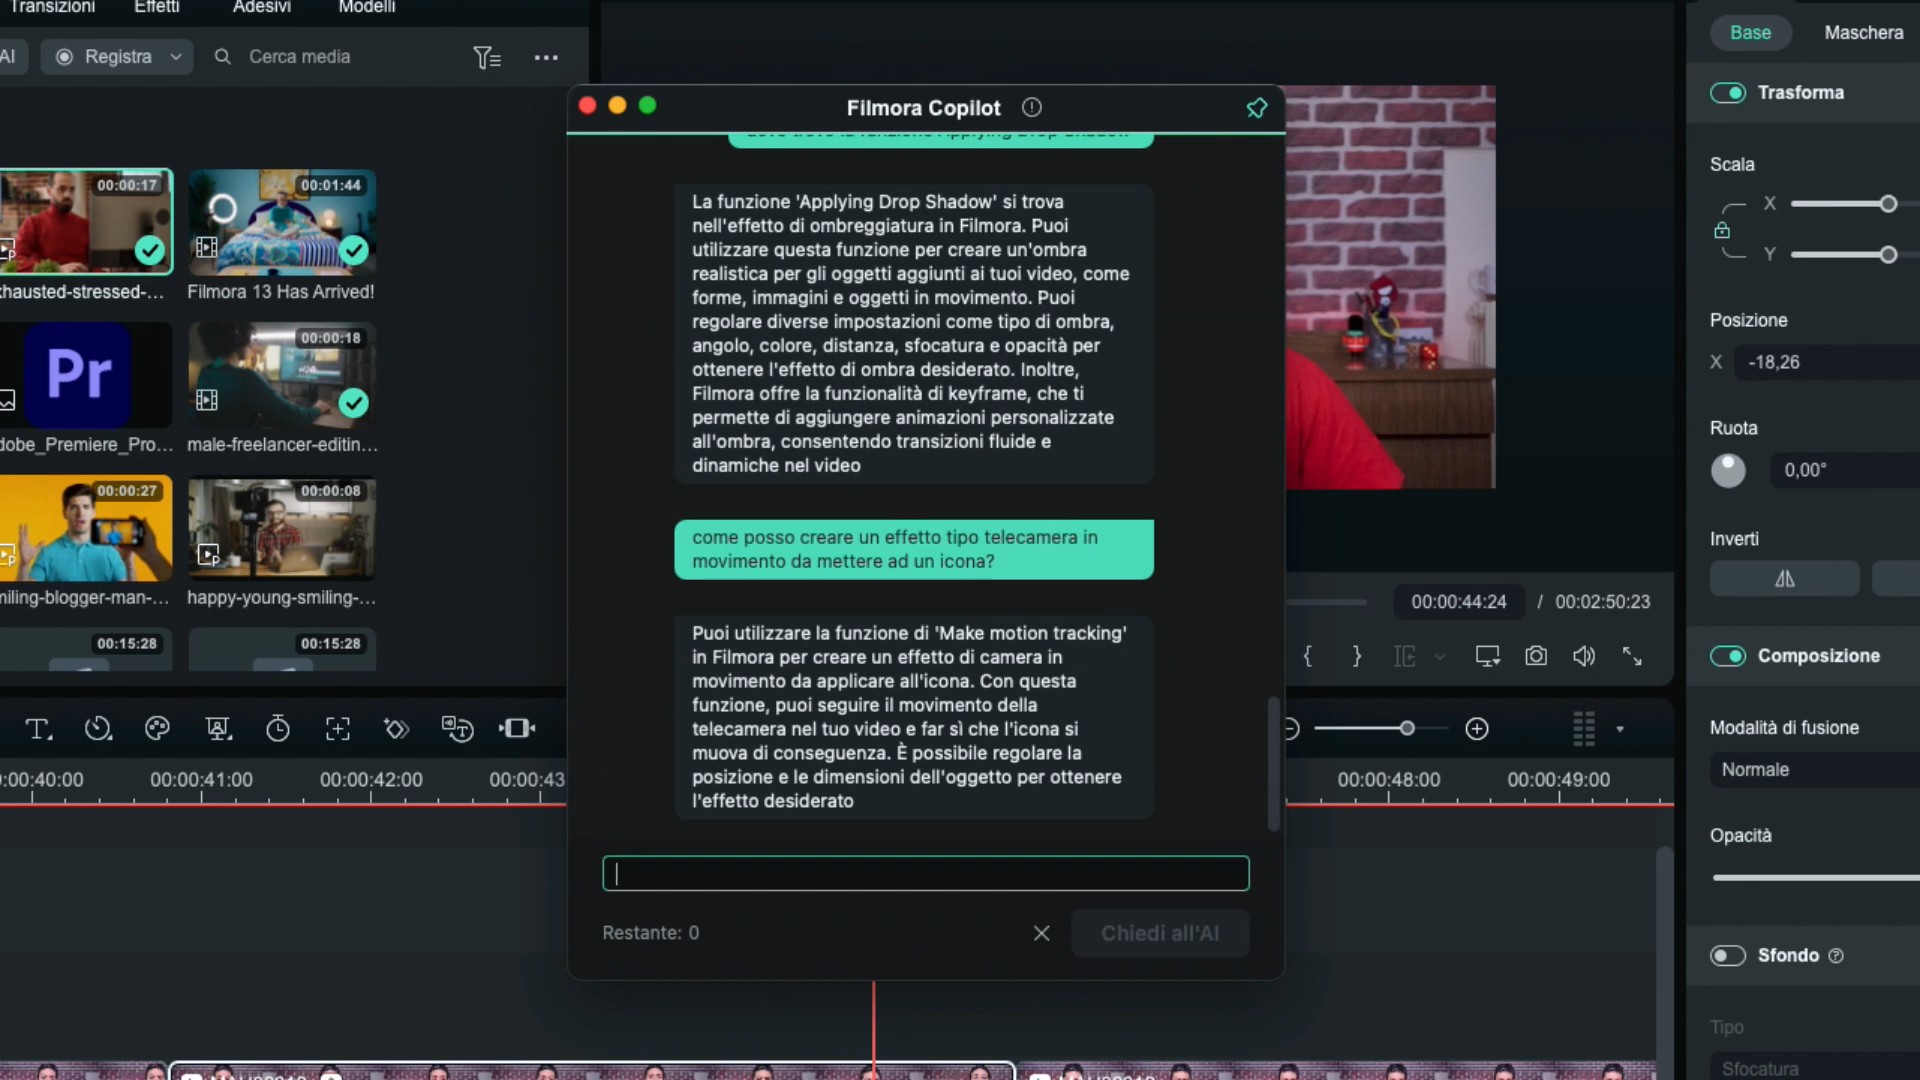 Transizioni
Effetti
Adesivi
Modelli
AI
Registra
Cerca media
00:00:17
00:01:44
hausted-stressed-...
Filmora 13 Has Arrived!
Pr
00:00:18
dobe_Premiere_Pro...
male-freelancer-editin...
00:00:27
00:00:08
niling-blogger-man-...
happy-young-smiling-...
00:15:28
00:15:28
Filmora Copilot
dove trovo la funzione Applying Drop Shadow
La funzione 'Applying Drop Shadow' si trova
nell'effetto di ombreggiatura in Filmora. Puoi
utilizzare questa funzione per creare un'ombra
realistica per gli oggetti aggiunti ai tuoi video, come
forme, immagini e oggetti in movimento. Puoi
regolare diverse impostazioni come tipo di ombra,
angolo, colore, distanza, sfocatura e opacità per
ottenere l'effetto di ombra desiderato. Inoltre,
Filmora offre la funzionalità di keyframe, che ti
permette di aggiungere animazioni personalizzate
all'ombra, consentendo transizioni fluide e
dinamiche nel video
come posso creare un effetto tipo telecamera in
movimento da mettere ad un icona?
Puoi utilizzare la funzione di 'Make motion tracking'
in Filmora per creare un effetto di camera in
movimento da applicare all'icona. Con questa
funzione, puoi seguire il movimento della
telecamera nel tuo video e far sì che l'icona si
muova di conseguenza. È possibile regolare la
posizione e le dimensioni dell'oggetto per ottenere
l'effetto desiderato
Restante: 0
Chiedi all'AI
00:00:44:24 / 00:02:50:23
Base
Maschera
Trasforma
Scala
X
Y
Posizione
X -18,26
Ruota
0,00°
Inverti
Composizione
Modalità di fusione
Normale
Opacità
Sfondo
Tipo
Sfocatura
:00:40:00
00:00:41:00
00:00:42:00
00:00:43
00:00:48:00
00:00:49:00